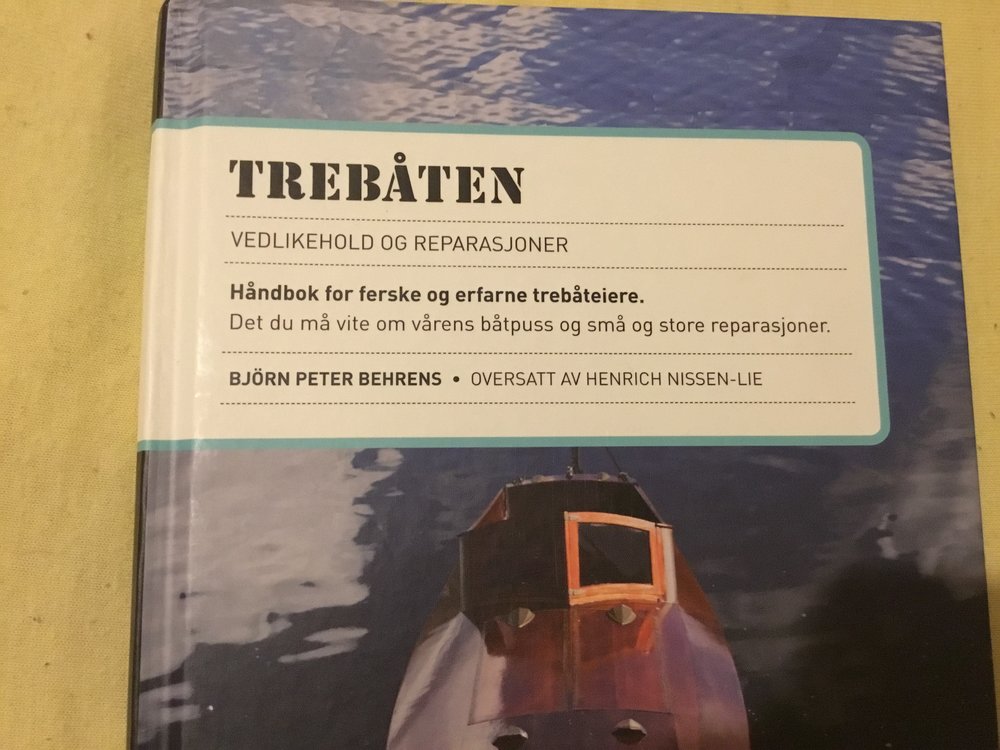 TREBÅTEN
VEDLIKEHOLD OG REPARASJONER
Håndbok for ferske og erfarne trebåteiere.
Det du må vite om vårens båtpuss og små og store reparasjoner.
BJÖRN PETER BEHRENS • OVERSATT AV HENRICH NISSEN-LIE